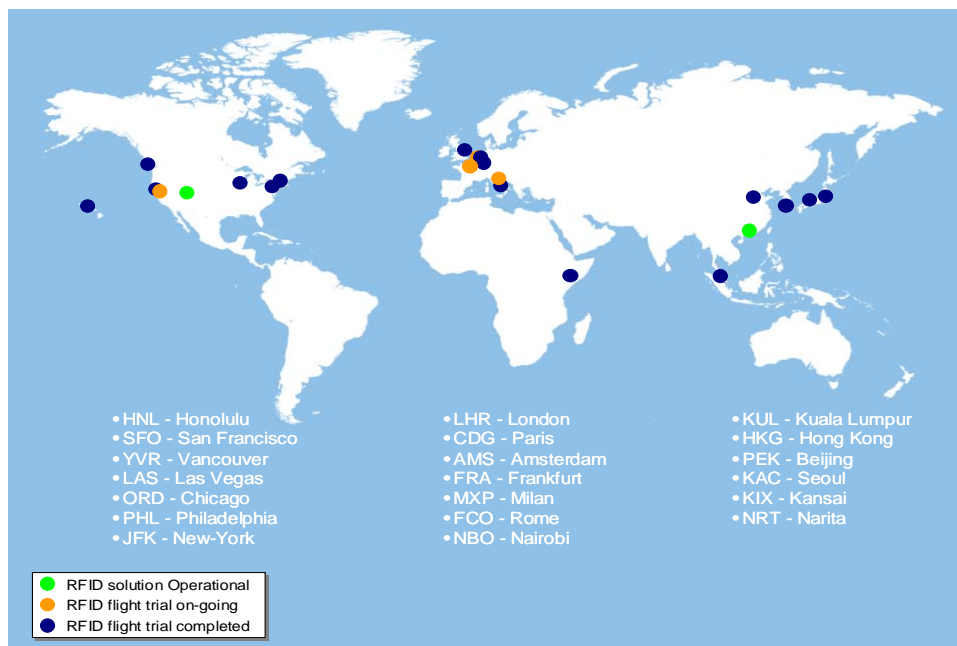 •HNL - Honolulu
•SFO - San Francisco
•YVR - Vancouver
•LAS - Las Vegas
•ORD - Chicago
•PHL - Philadelphia
•JFK - New-York
•LHR - London
•CDG - Paris
•AMS - Amsterdam
•FRA - Frankfurt
•MXP - Milan
•FCO - Rome
•NBO - Nairobi
•KUL - Kuala Lumpur
•HKG - Hong Kong
•PEK - Beijing
•KAC - Seoul
•KIX - Kansai
•NRT - Narita
RFID solution Operational
RFID flight trial on-going
RFID flight trial completed